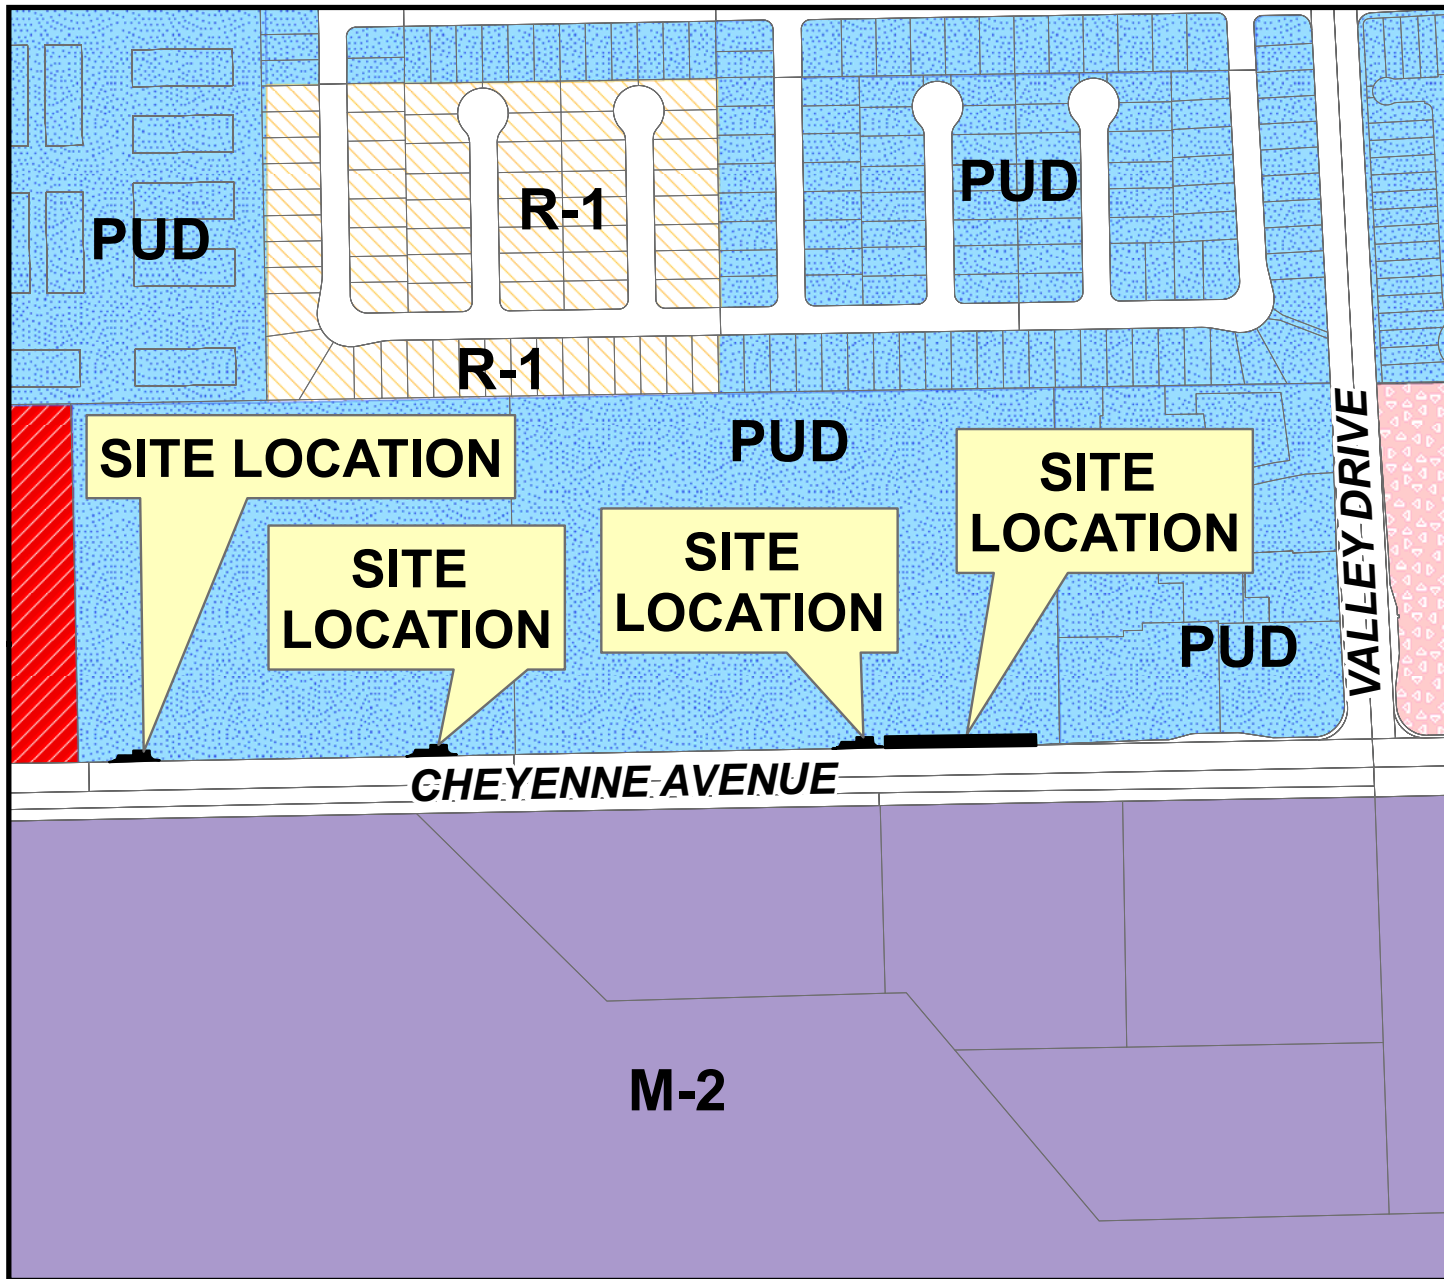 PUD
R-1
PUD
R-1
PUD
SITE LOCATION
SITE
LOCATION
SITE
LOCATION
SITE
LOCATION
PUD
VALLEY DRIVE
CHEYENNE AVENUE
M-2